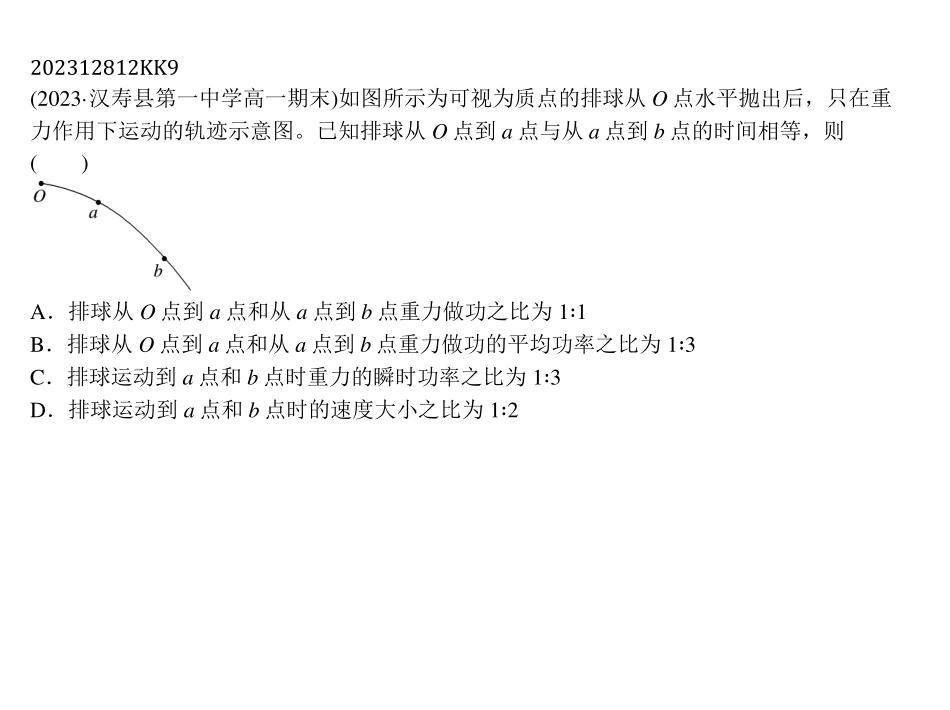 202312812KK9
(2023·汉寿县第一中学高一期末)如图所示为可视为质点的排球从 O 点水平抛出后，只在重
力作用下运动的轨迹示意图。已知排球从 O 点到 a 点与从 a 点到 b 点的时间相等，则
(　　)
O
a
b
A．排球从 O 点到 a 点和从 a 点到 b 点重力做功之比为 1∶1
B．排球从 O 点到 a 点和从 a 点到 b 点重力做功的平均功率之比为 1∶3
C．排球运动到 a 点和 b 点时重力的瞬时功率之比为 1∶3
D．排球运动到 a 点和 b 点时的速度大小之比为 1∶2